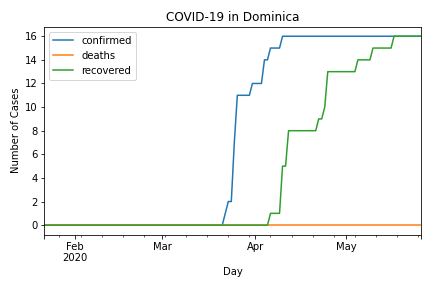 COVID-19 in Dominica
confirmed
deaths
recovered
Number of Cases
16
14
12
10
8
6
4
2
0
Feb
2020
Mar
Apr
May
Day